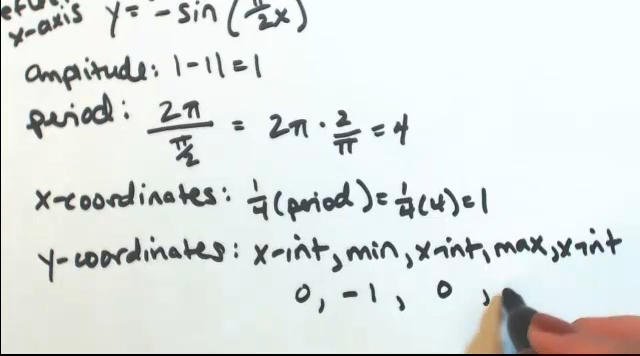 x-axis y = -sin(π/2 x)
amplitude: |-1| = 1
period: 2π / (π/2) = 2π · 2/π = 4
x-coordinates: 1/4 (period) = 1/4 (4) = 1
y-coordinates: x-int, min, x-int, max, x-int
0, -1, 0,